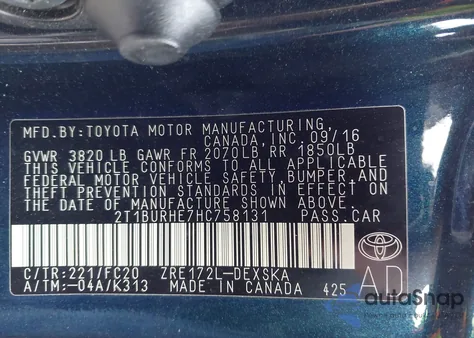 MFD.BY:TOYOTA MOTOR MANUFACTURING
CANADA,INC. 09/16
GVWR 3820 LB GAWR FR 2070LB RR 1850LB
THIS VEHICLE CONFORMS TO ALL APPLICABLE
FEDERAL MOTOR VEHICLE SAFETY,BUMPER,AND
THEFT PREVENTION STANDARDS IN EFFECT ON
THE DATE OF MANUFACTURE SHOWN ABOVE.
2T1BURHE7HC758131 PASS.CAR
C/TR:221/FC20 ZRE172L-DEXSKA
A/TM:-04A/K313 MADE IN CANADA 425
AD
autoSnap